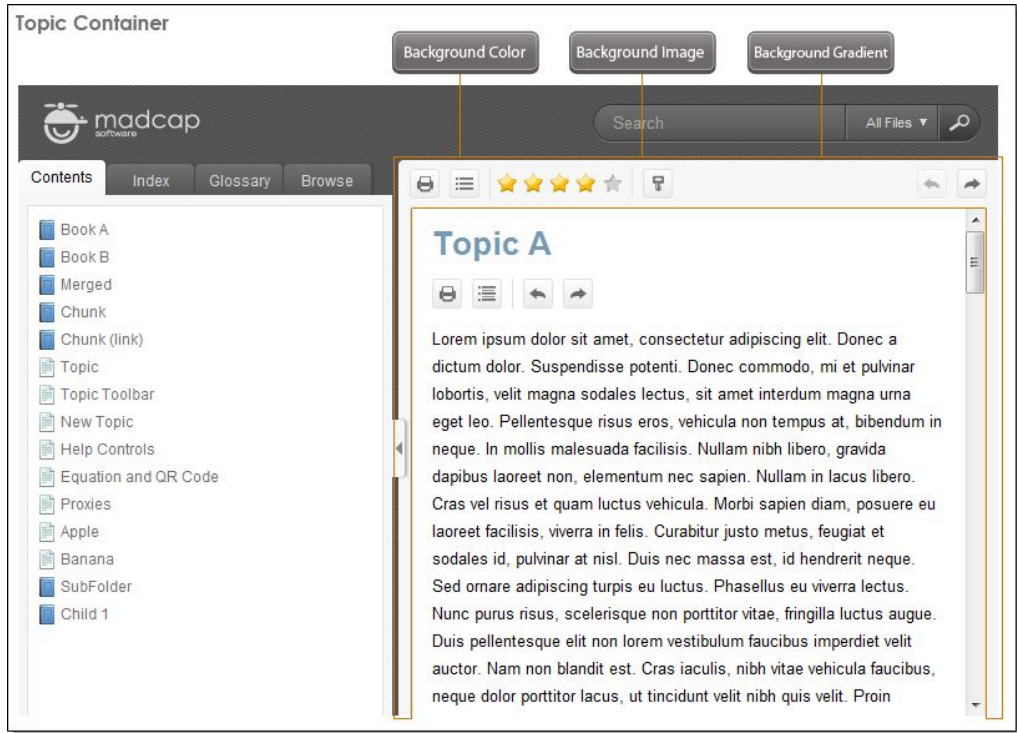 Topic Container
Background Color
Background Image
Background Gradient
madcap
software
Search
All Files
Contents
Index
Glossary
Browse
Book A
Book B
Merged
Chunk
Chunk (link)
Topic
Topic Toolbar
New Topic
Help Controls
Equation and QR Code
Proxies
Apple
Banana
SubFolder
Child 1
Topic A
Lorem ipsum dolor sit amet, consectetur adipiscing elit. Donec a
dictum dolor. Suspendisse potenti. Donec commodo, mi et pulvinar
lobortis, velit magna sodales lectus, sit amet interdum magna urna
eget leo. Pellentesque risus eros, vehicula non tempus at, bibendum in
neque. In mollis malesuada facilisis. Nullam nibh libero, gravida
dapibus laoreet non, elementum nec sapien. Nullam in lacus libero.
Cras vel risus et quam luctus vehicula. Morbi sapien diam, posuere eu
laoreet facilisis, viverra in felis. Curabitur justo metus, feugiat et
sodales id, pulvinar at nisl. Duis nec massa est, id hendrerit neque.
Sed ornare adipiscing turpis eu luctus. Phasellus eu viverra lectus.
Nunc purus risus, scelerisque non porttitor vitae, fringilla luctus augue.
Duis pellentesque elit non lorem vestibulum faucibus imperdiet velit
auctor. Nam non blandit est. Cras iaculis, nibh vitae vehicula faucibus,
neque dolor porttitor lacus, ut tincidunt velit nibh quis velit. Proin